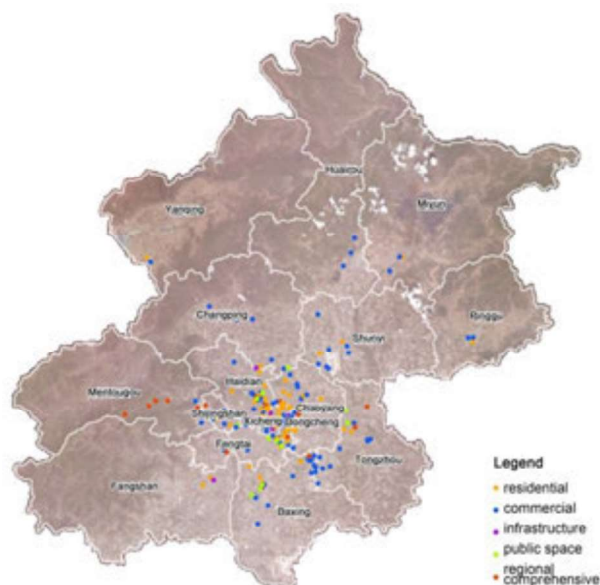 Huairou
Miyun
Yanqing
Changping
Shunyi
Pinggu
Haidian
Mentougou
Shijingshan
Chaoyang
Xicheng
Dongcheng
Fengtai
Tongzhou
Fangshan
Daxing
Legend
residential
commercial
infrastructure
public space
regional
comprehensive